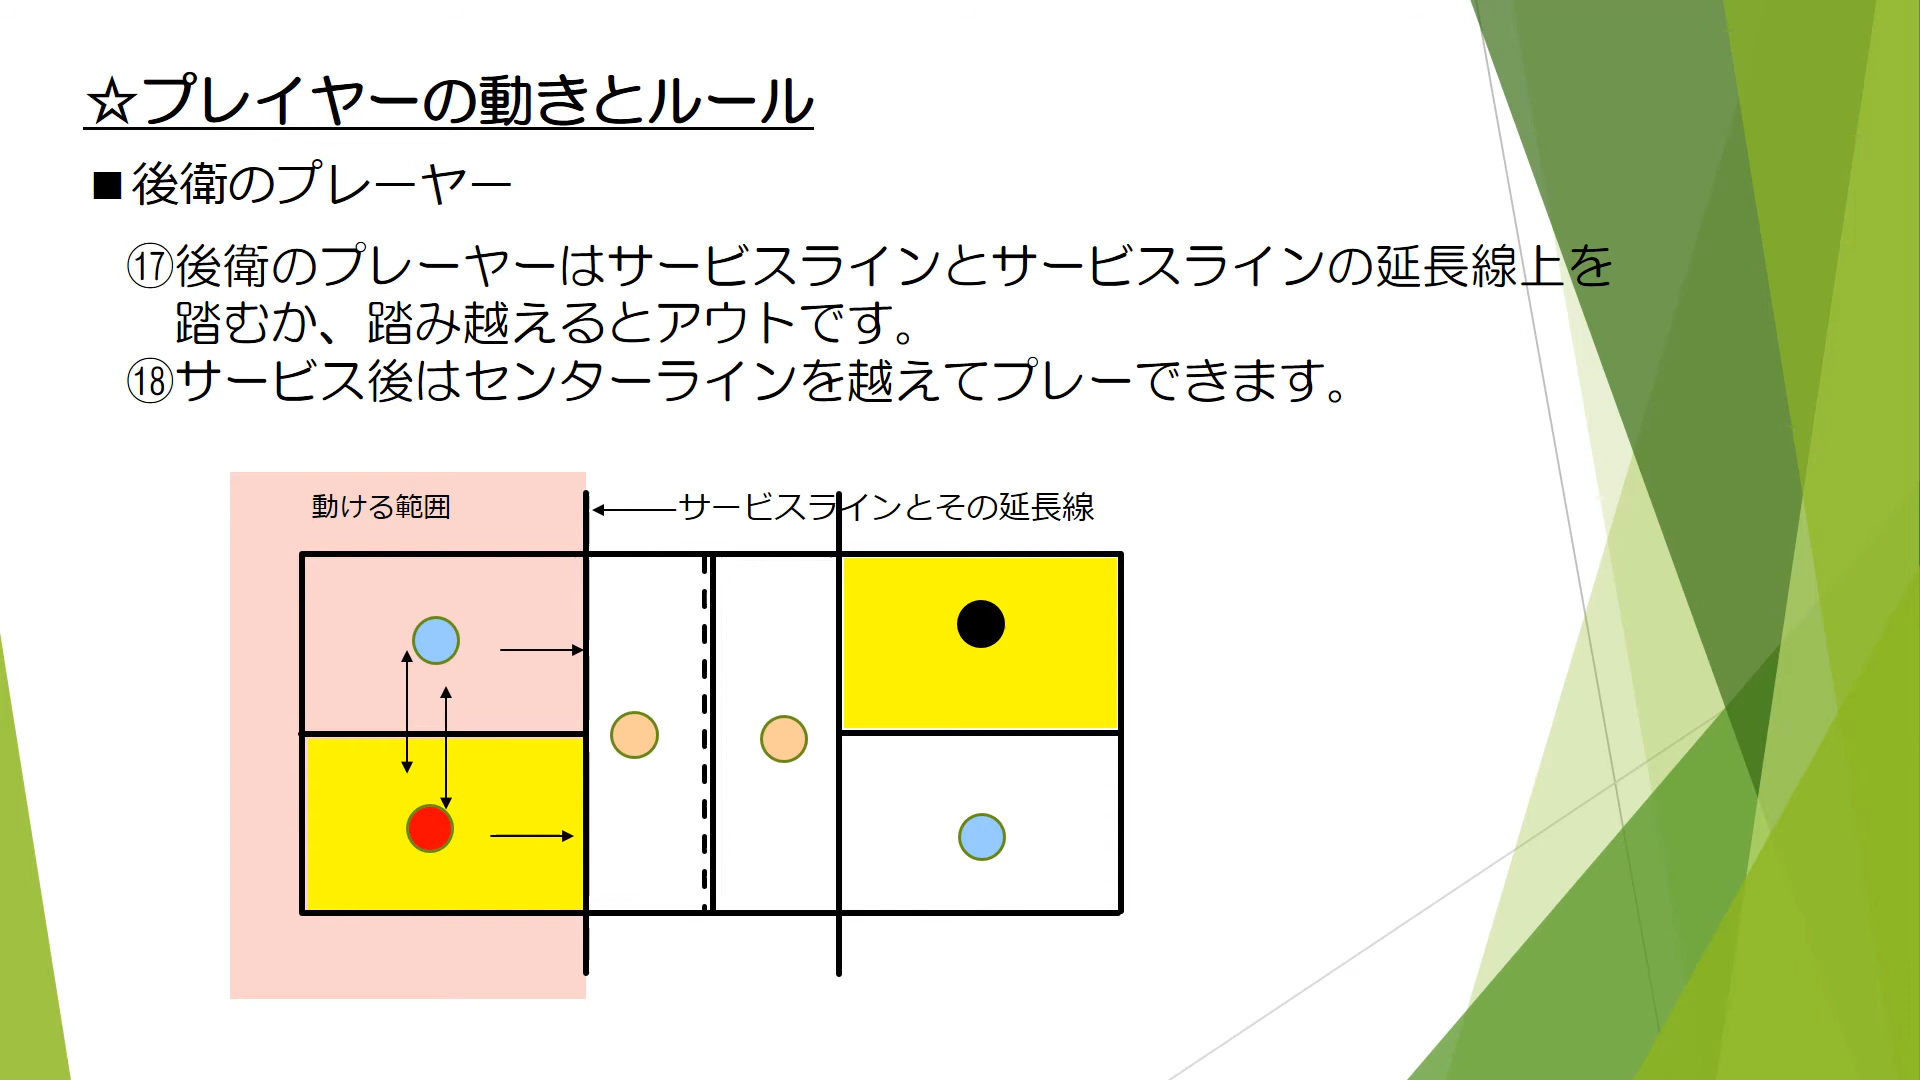 ☆プレイヤーの動きとルール
■後衛のプレーヤー
⑰後衛のプレーヤーはサービスラインとサービスラインの延長線上を
踏むか、踏み越えるとアウトです。
⑱サービス後はセンターラインを越えてプレーできます。
動ける範囲
サービスラインとその延長線